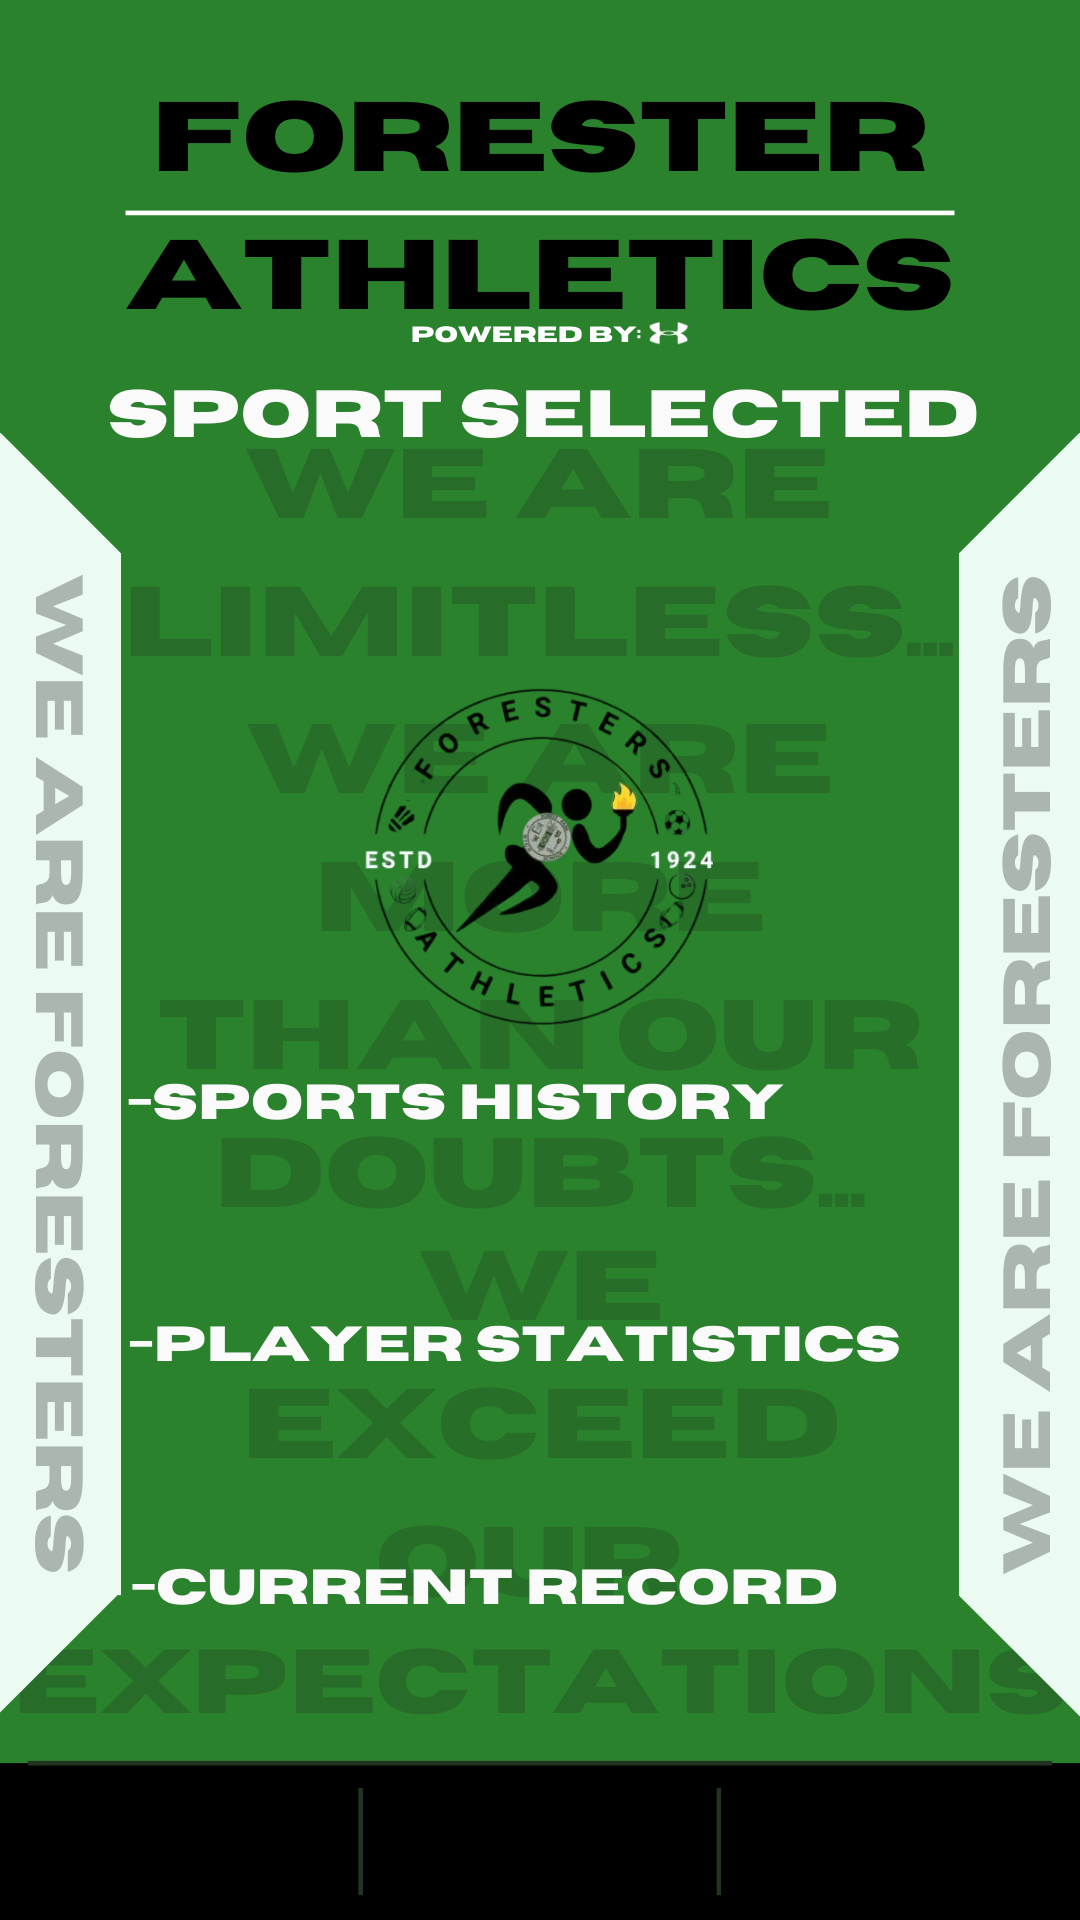 FORESTER
ATHLETICS
POWERED BY:
SPORT SELECTED
WE ARE
LIMITLESS...
WE ARE
MORE
THAN OUR
DOUBTS...
WE
EXCEED
OUR
EXPECTATIONS
WE ARE FORESTERS
WE ARE FORESTERS
FORESTERS
ESTD
1924
ATHLETICS
-SPORTS HISTORY
-PLAYER STATISTICS
-CURRENT RECORD